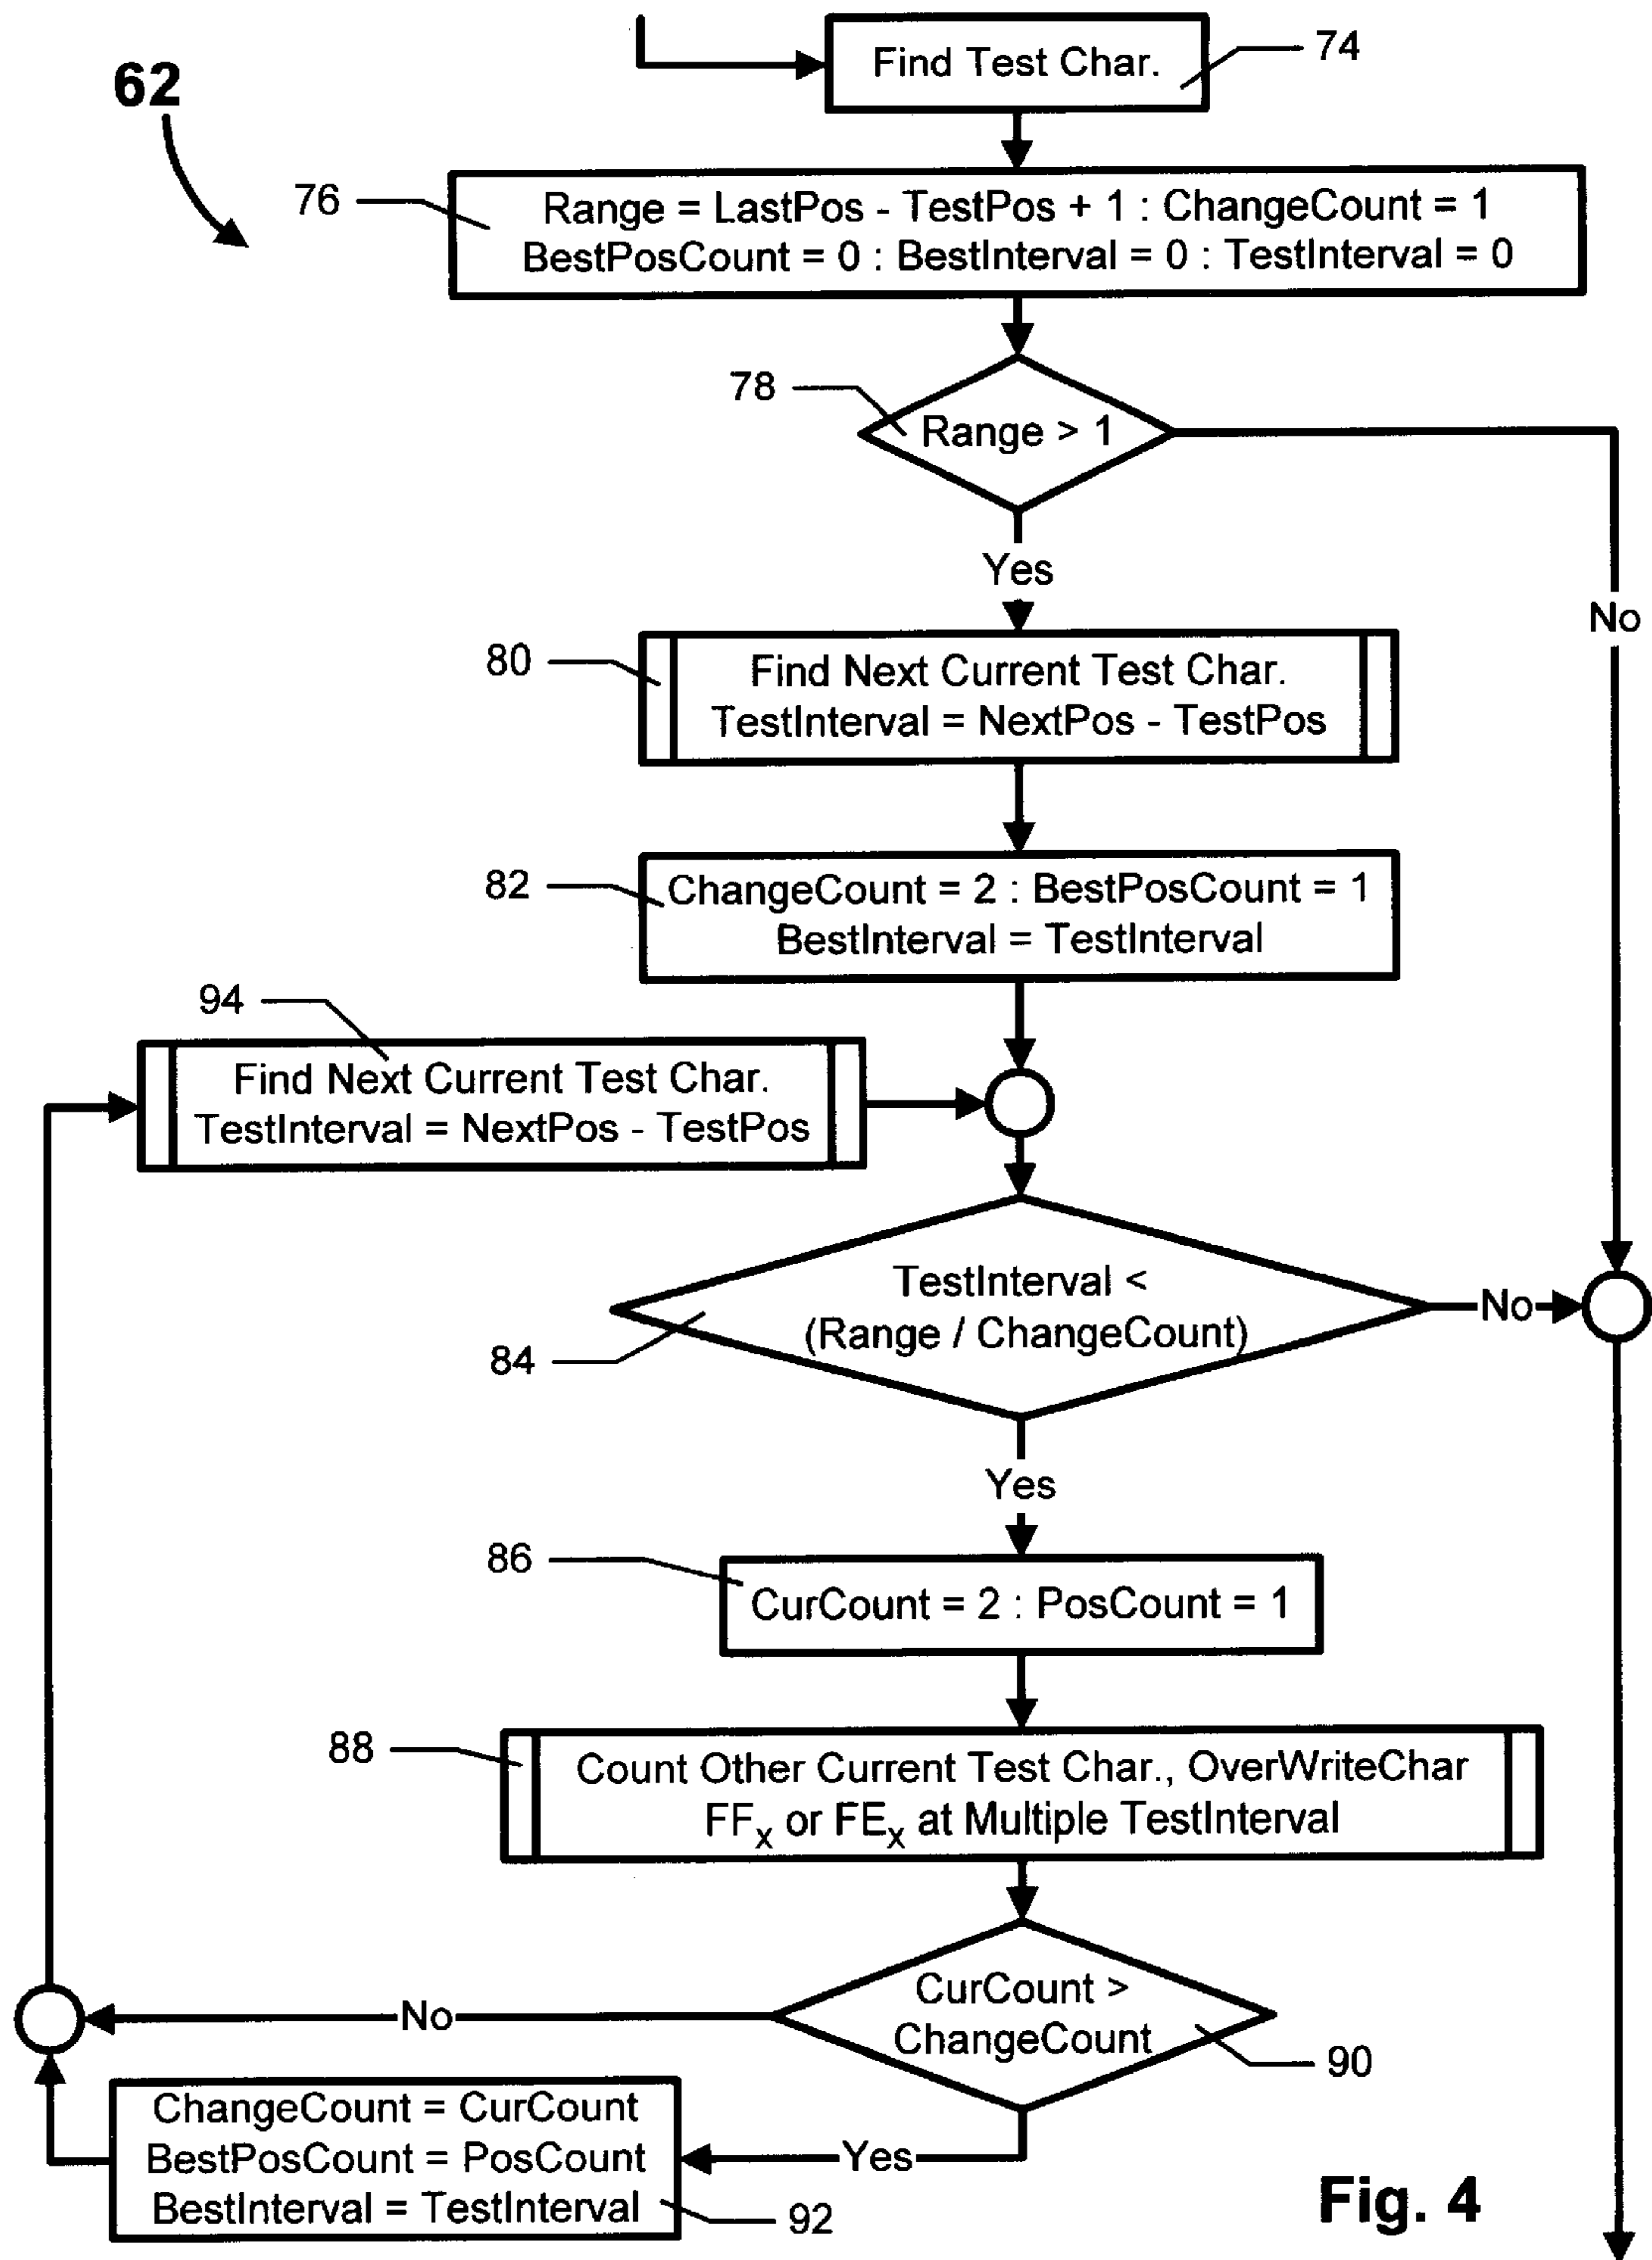 Find Test Char.
74
62
76
Range = LastPos - TestPos + 1 : ChangeCount = 1
BestPosCount = 0 : BestInterval = 0 : TestInterval = 0
78
Range > 1
Yes
No
80
Find Next Current Test Char.
TestInterval = NextPos - TestPos
82
ChangeCount = 2 : BestPosCount = 1
BestInterval = TestInterval
94
Find Next Current Test Char.
TestInterval = NextPos - TestPos
TestInterval <
(Range / ChangeCount)
No
84
Yes
86
CurCount = 2 : PosCount = 1
88
Count Other Current Test Char., OverWriteChar
FFx or FEx at Multiple TestInterval
CurCount >
ChangeCount
No
90
Yes
ChangeCount = CurCount
BestPosCount = PosCount
BestInterval = TestInterval
92
Fig. 4